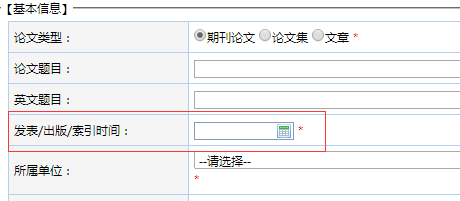 【基本信息】
论文类型： 期刊论文 论文集 文章 *
论文题目：
英文题目：
发表/出版/索引时间： *
所属单位： --请选择--
*